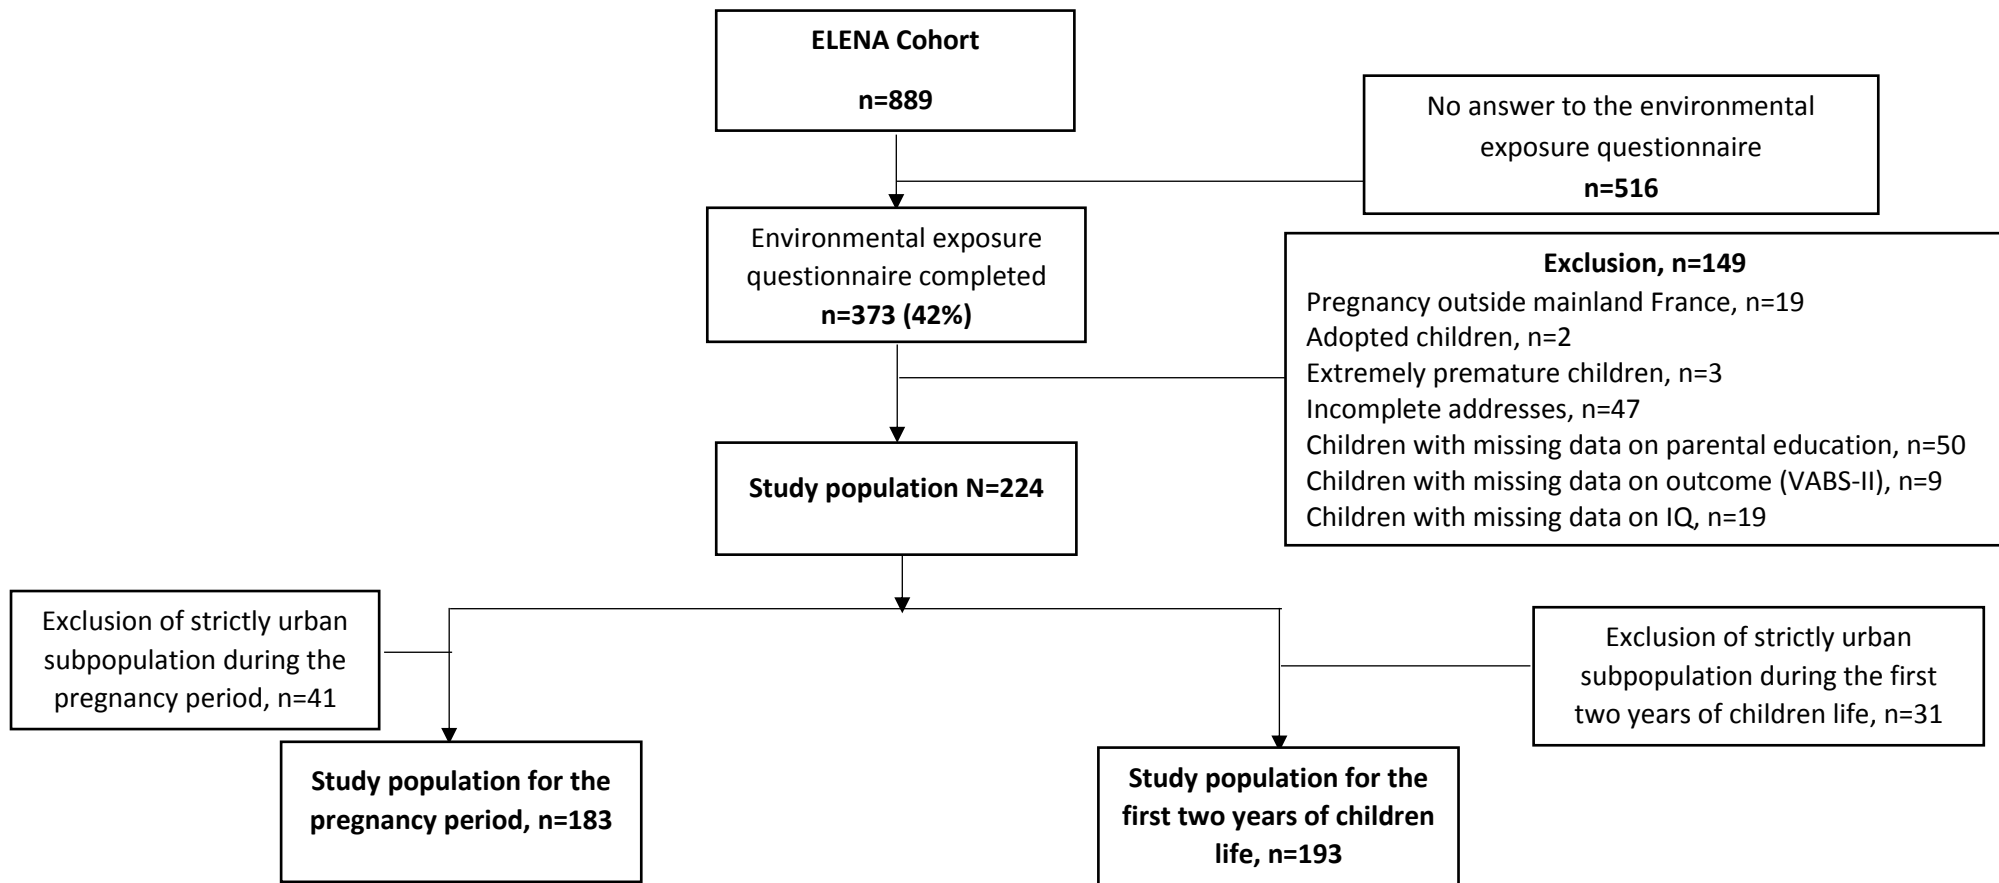 ELENA Cohort
n=889
No answer to the environmental
exposure questionnaire
n=516
Environmental exposure
questionnaire completed
n=373 (42%)
Exclusion, n=149
Pregnancy outside mainland France, n=19
Adopted children, n=2
Extremely premature children, n=3
Incomplete addresses, n=47
Children with missing data on parental education, n=50
Children with missing data on outcome (VABS-II), n=9
Children with missing data on IQ, n=19
Study population N=224
Exclusion of strictly urban
subpopulation during the
pregnancy period, n=41
Exclusion of strictly urban
subpopulation during the first
two years of children life, n=31
Study population for the
pregnancy period, n=183
Study population for the
first two years of children
life, n=193